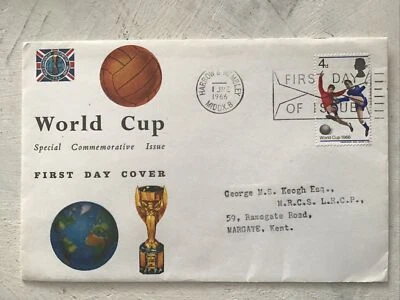 World Cup
Special Commemorative Issue
FIRST DAY COVER
HARROW & WEMBLEY
1 JUNE
1966
MIDDX. B
FIRST DAY
OF ISSUE
4d
World Cup 1966
George M.S. Keogh Esq.,
M.R.C.S. L.R.C.P.,
59, Ramsgate Road,
MARGATE, Kent.